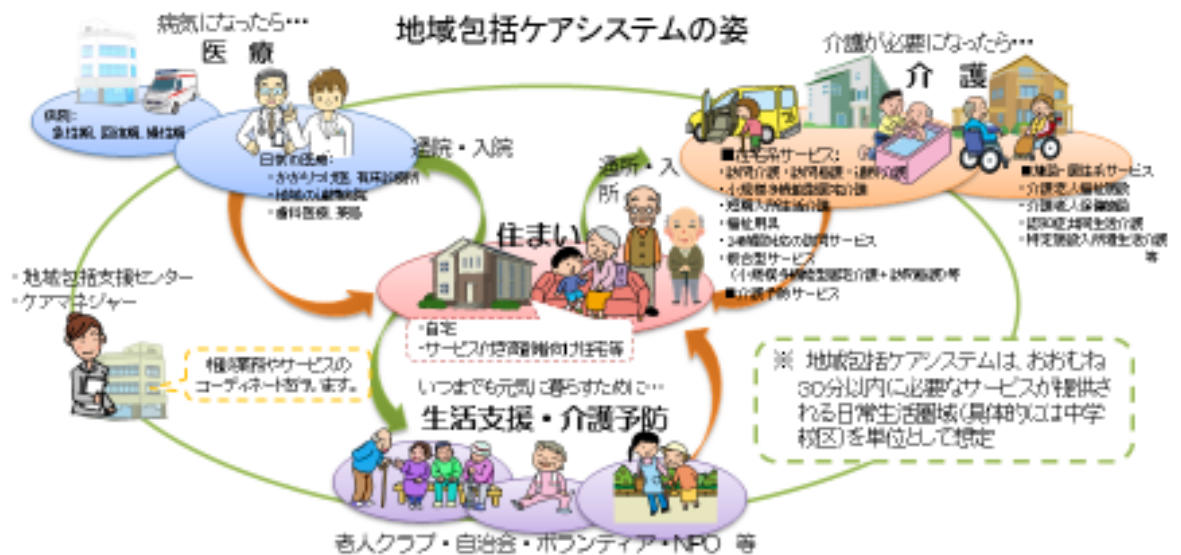 地域包括ケアシステムの姿
病気になったら…
医 療
病院:
急性期、回復期、慢性期
日常の医療:
・かかりつけ医、有床診療所
・地域の連携病院
・歯科医療、薬局
通院・入院
通所・入
所
介護が必要になったら…
介 護
■在宅系サービス:
・訪問介護・訪問看護・通所介護
・小規模多機能型居宅介護
・短期入所生活介護
・福祉用具
・24時間対応の訪問サービス
・複合型サービス
(小規模多機能型居宅介護+訪問看護)等
■介護予防サービス
■施設・居住系サービス
・介護老人福祉施設
・介護老人保健施設
・認知症共同生活介護
・特定施設入所者生活介護
等
住まい
・自宅
・サービス付き高齢者向け住宅等
・地域包括支援センター
・ケアマネジャー
相談業務やサービスの
コーディネートを行います。
いつまでも元気に暮らすために…
生活支援・介護予防
老人クラブ・自治会・ボランティア・NPO 等
※ 地域包括ケアシステムは、おおむね
30分以内に必要なサービスが提供さ
れる日常生活圏域(具体的には中学
校区)を単位として想定